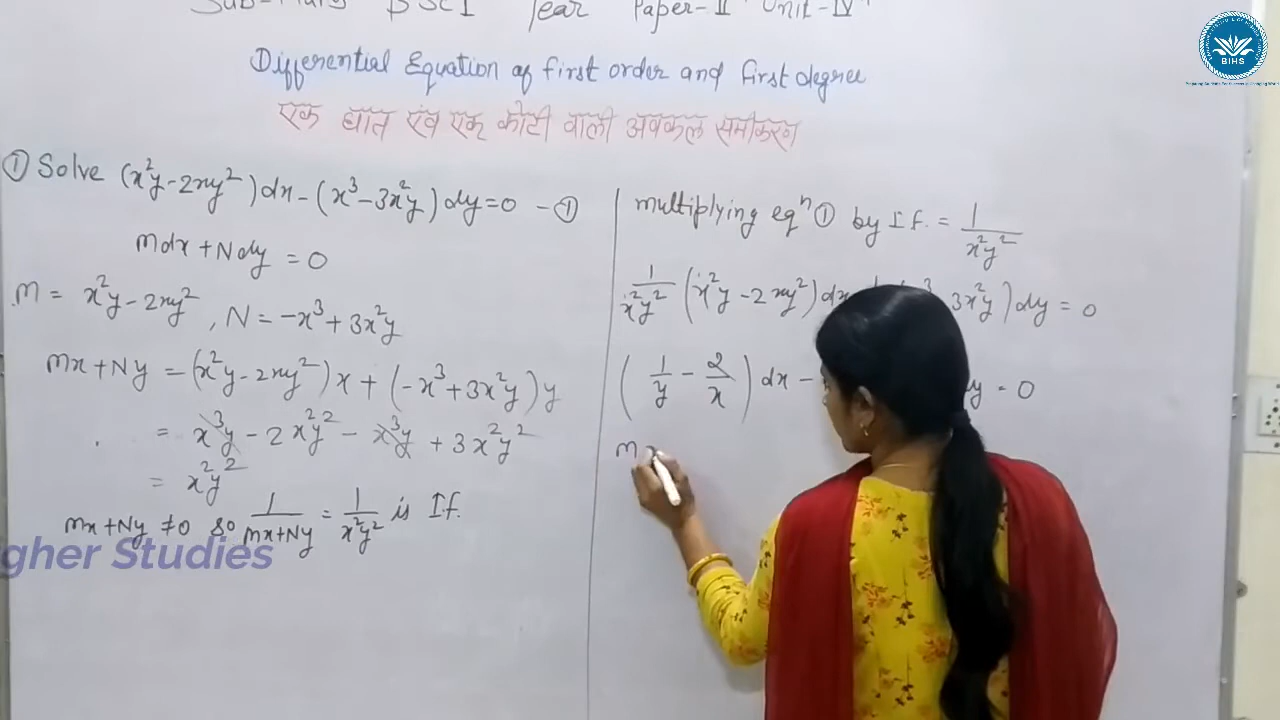 Sub-Maths BSc I Year Paper-II Unit-IV
Differential Equation of first order and first degree
एक घात एंव एक कोटी वाली अवकल समीकरण
① Solve (x²y-2xy²)dx-(x³-3x²y)dy=0 -①
Mdx+Ndy=0
M = x²y-2xy², N=-x³+3x²y
Mx+Ny =(x²y-2xy²)x+(-x³+3x²y)y
= x³y-2x²y²-x³y+3x²y²
= x²y²
Mx+Ny≠0 so 1/(Mx+Ny) = 1/(x²y²) is If.
multiplying eqⁿ① by If. = 1/(x²y²)
1/(x²y²) (x²y-2xy²)dx 3x²y)dy=0
(1/y - 2/x)dx - dy=0
M
gher Studies
BIHS